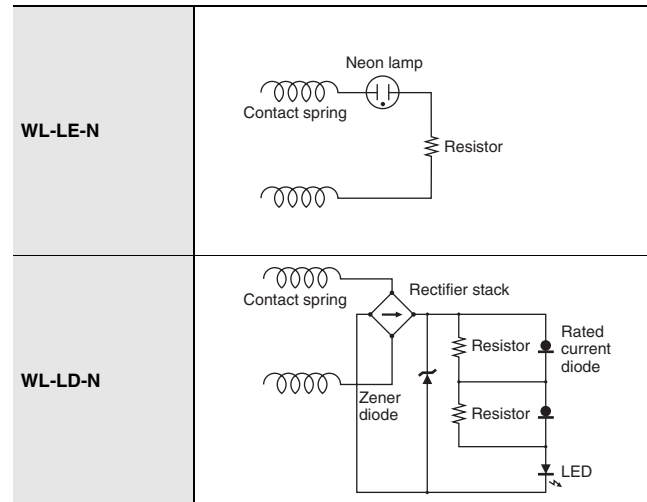 WL-LE-N
Neon lamp
Contact spring
Resistor
WL-LD-N
Contact spring
Rectifier stack
Zener
diode
Resistor
Rated
current
diode
Resistor
LED